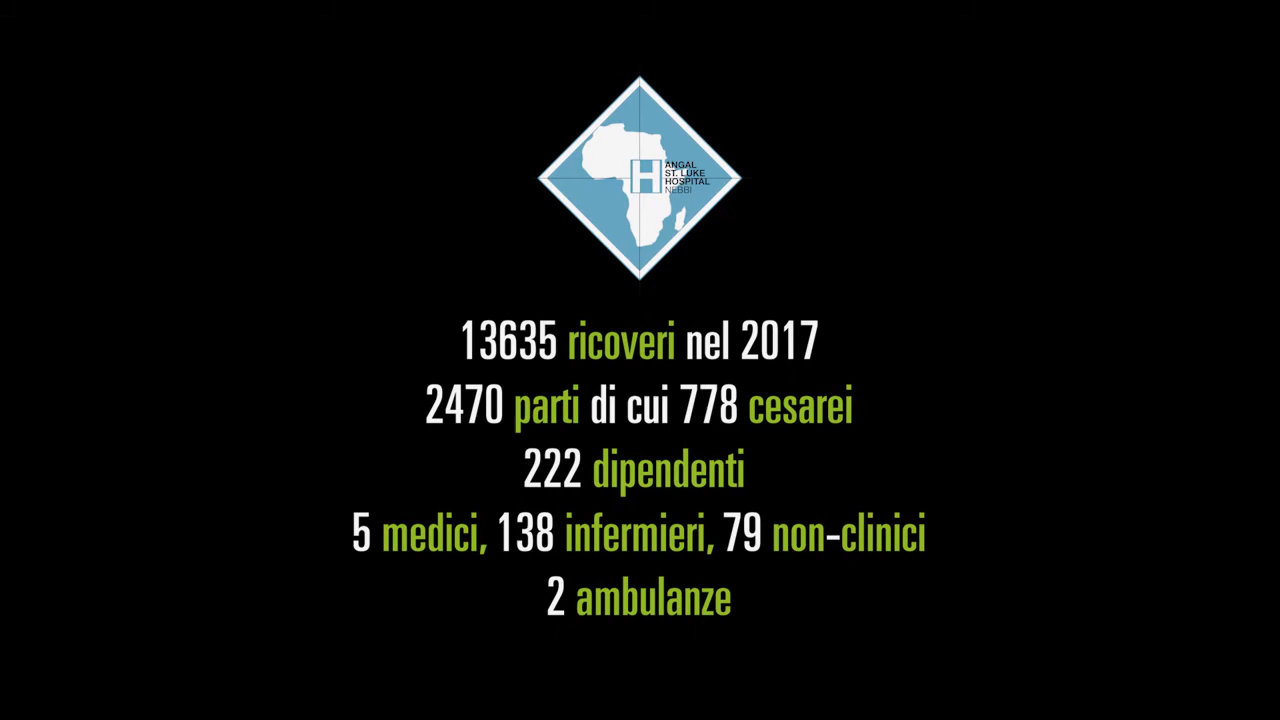 H
ANGAL
ST. LUKE
HOSPITAL
NEBBI
13635 ricoveri nel 2017
2470 parti di cui 778 cesarei
222 dipendenti
5 medici, 138 infermieri, 79 non-clinici
2 ambulanze